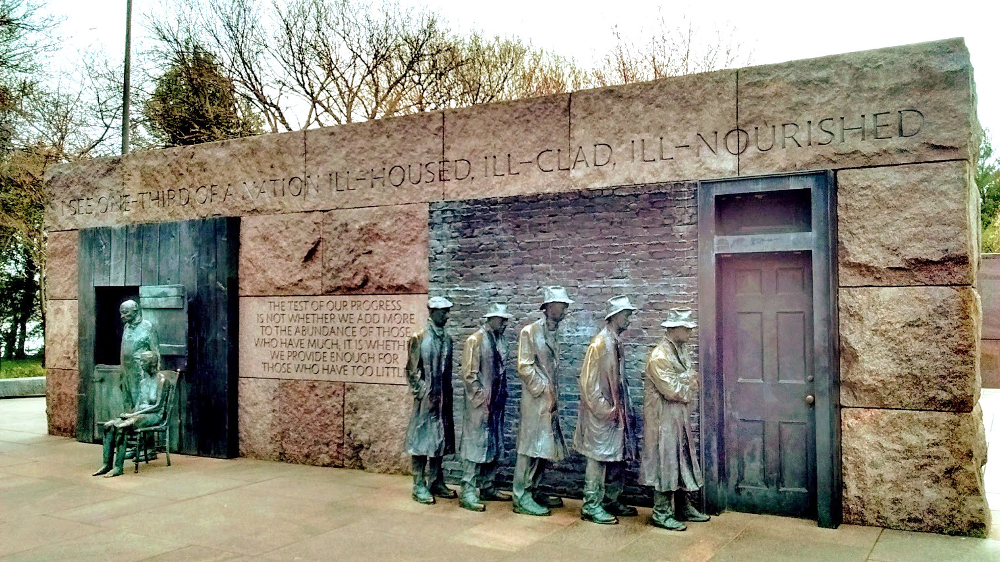 I SEE ONE-THIRD OF A NATION ILL-HOUSED, ILL-CLAD, ILL-NOURISHED
THE TEST OF OUR PROGRESS
IS NOT WHETHER WE ADD MORE
TO THE ABUNDANCE OF THOSE
WHO HAVE MUCH, IT IS WHETH
WE PROVIDE ENOUGH FOR
THOSE WHO HAVE TOO LITTL